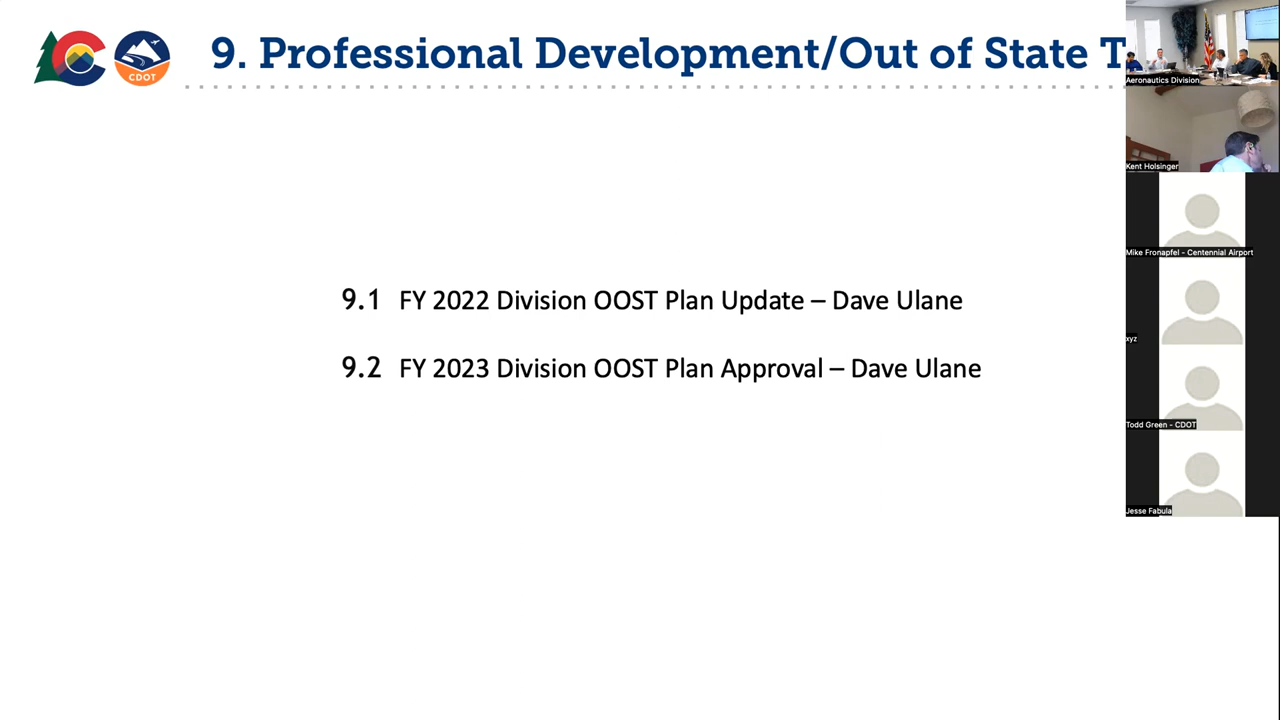 9. Professional Development/Out of State T
CDOT
9.1 FY 2022 Division OOST Plan Update – Dave Ulane
9.2 FY 2023 Division OOST Plan Approval – Dave Ulane
Aeronautics Division
Kent Holsinger
Mike Fronapfel - Centennial Airport
xyz
Todd Green - CDOT
Jesse Fabula